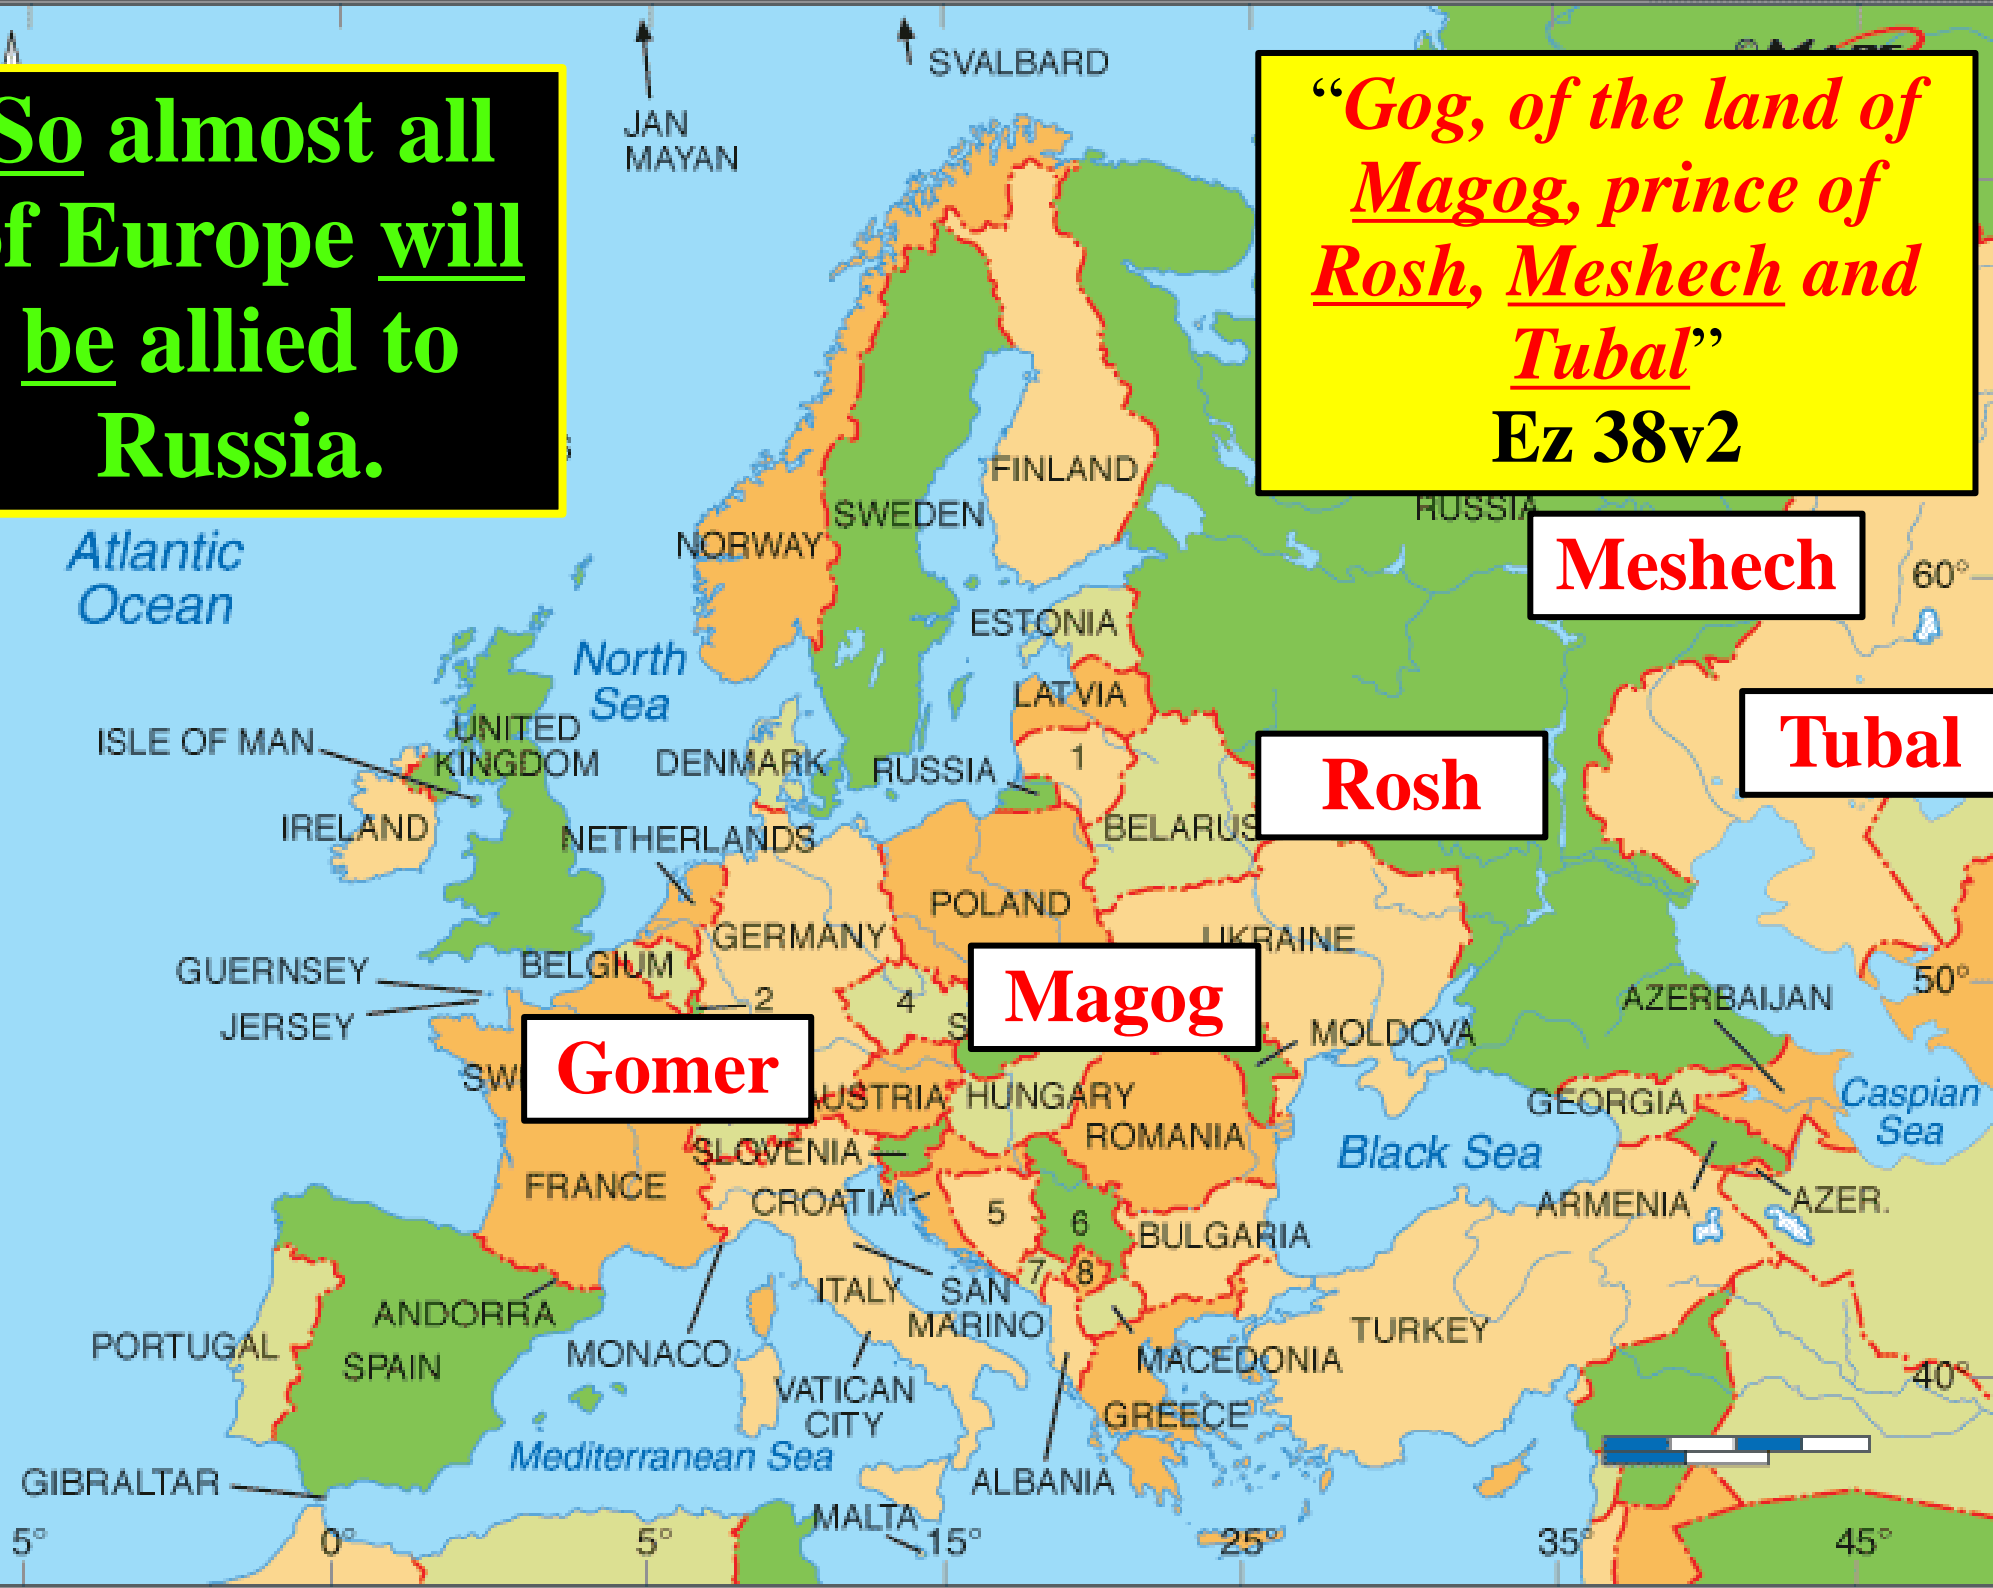 SVALBARD
JAN
MAYAN
So almost all
of Europe will
be allied to
Russia.
“Gog, of the land of
Magog, prince of
Rosh, Meshech and
Tubal”
Ez 38v2
Atlantic
Ocean
North
Sea
NORWAY
SWEDEN
FINLAND
RUSSIA
Meshech
60°
ESTONIA
LATVIA
1
ISLE OF MAN
UNITED
KINGDOM
DENMARK
RUSSIA
Rosh
Tubal
IRELAND
NETHERLANDS
BELARUS
POLAND
GERMANY
UKRAINE
BELGIUM
GUERNSEY
JERSEY
2
4
Magog
MOLDOVA
AZERBAIJAN
50°
Gomer
AUSTRIA
HUNGARY
ROMANIA
GEORGIA
Caspian
Sea
Black Sea
SLOVENIA
FRANCE
CROATIA
5
6
7
8
BULGARIA
ARMENIA
AZER.
ITALY
SAN
MARINO
ANDORRA
PORTUGAL
SPAIN
MONACO
VATICAN
CITY
MACEDONIA
TURKEY
GREECE
40°
Mediterranean Sea
GIBRALTAR
ALBANIA
MALTA
5°
0°
5°
15°
25°
35°
45°